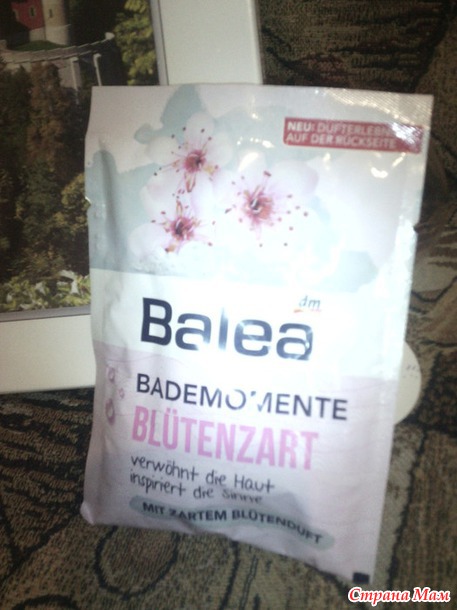 NEU: DUFTERLEBN
AUF DER RÜCKSEITE
dm
Balea
BADEMOMENTE
BLÜTENZART
verwöhnt die Haut
inspiriert die Sinne
MIT ZARTEM BLÜTENDUFT
Страна Мам